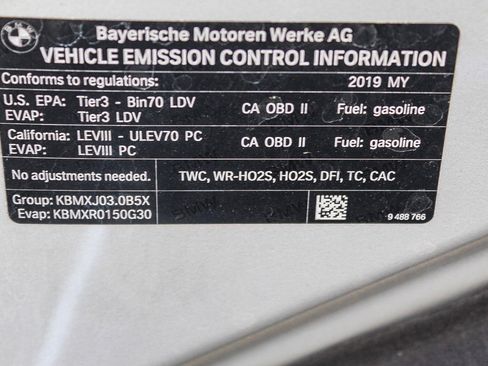 BMW
Bayerische Motoren Werke AG
VEHICLE EMISSION CONTROL INFORMATION
Conforms to regulations: 2019 MY
U.S. EPA: Tier3 - Bin70 LDV CA OBD II Fuel: gasoline
EVAP: Tier3 LDV
California: LEVIII - ULEV70 PC CA OBD II Fuel: gasoline
EVAP: LEVIII PC
No adjustments needed. TWC, WR-HO2S, HO2S, DFI, TC, CAC
Group: KBMXJ03.0B5X
Evap: KBMXR0150G30 9 488 766